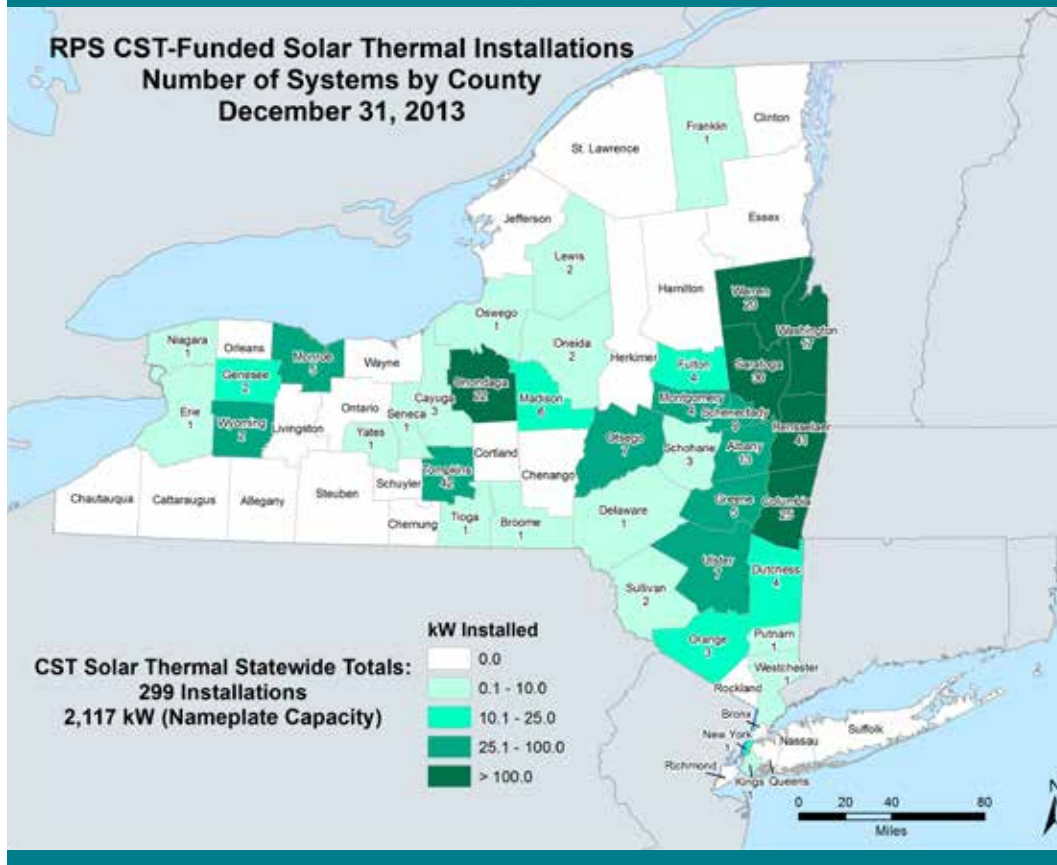 RPS CST-Funded Solar Thermal Installations
Number of Systems by County
December 31, 2013
Clinton
Franklin
1
St. Lawrence
Essex
Jefferson
Lewis
2
Hamilton
Warren
Washington
17
Oswego
1
Oneida
2
Herkimer
Saratoga
Fulton
4
Niagara
1
Orleans
Monroe
5
Wayne
Genesee
2
Onondaga
22
Madison
6
Montgomery
4
Schenectady
Cayuga
3
Ontario
Seneca
1
Erie
1
Wyoming
2
Livingston
Yates
1
Otsego
7
Schoharie
3
Albany
13
Rensselaer
Cortland
Chenango
Tompkins
42
Schuyler
Steuben
Chautauqua
Cattaraugus
Allegany
Chemung
Tioga
1
Broome
1
Delaware
1
Greene
5
Columbia
25
Ulster
7
Dutchess
4
Sullivan
2
Orange
3
Putnam
1
Westchester
1
Rockland
Bronx
New York
1
Nassau
Suffolk
Richmond
Kings
1
Queens
kW Installed
0.0
0.1 - 10.0
10.1 - 25.0
25.1 - 100.0
> 100.0
CST Solar Thermal Statewide Totals:
299 Installations
2,117 kW (Nameplate Capacity)
N
0 20 40 80
Miles